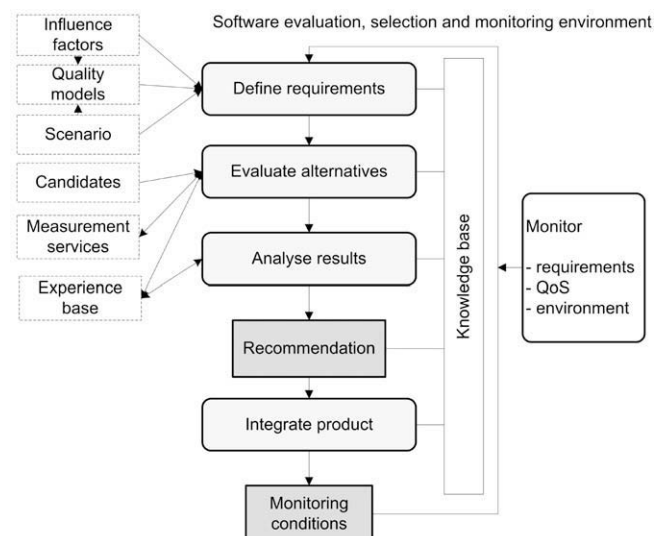 Software evaluation, selection and monitoring environment
Influence
factors
Quality
models
Scenario
Candidates
Measurement
services
Experience
base
Define requirements
Evaluate alternatives
Analyse results
Recommendation
Integrate product
Monitoring
conditions
Knowledge base
Monitor
- requirements
- QoS
- environment